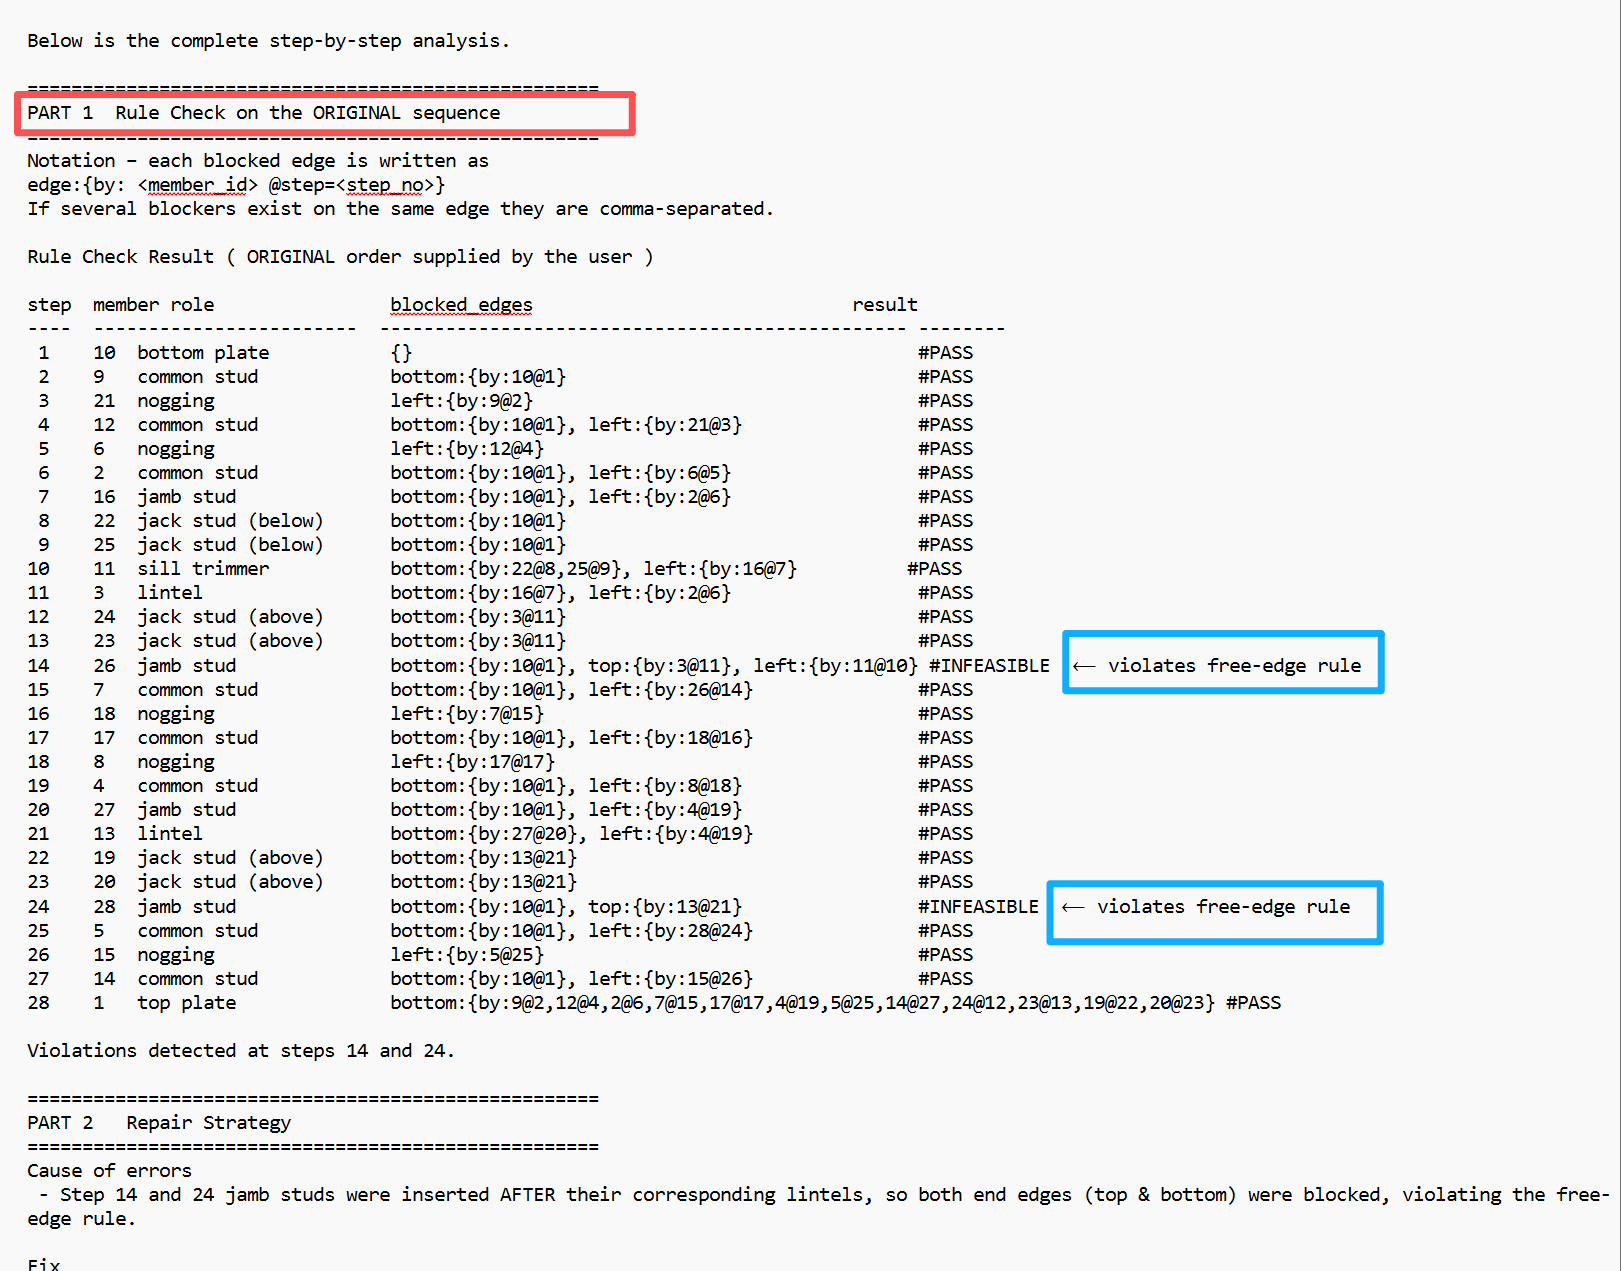 Below is the complete step-by-step analysis.
====================================================
PART 1  Rule Check on the ORIGINAL sequence
----------------------------------------------------
Notation – each blocked edge is written as
edge:{by: <member_id> @step=<step_no>}
If several blockers exist on the same edge they are comma-separated.
Rule Check Result ( ORIGINAL order supplied by the user )
step  member role                blocked_edges                             result
----  ------------------------  ------------------------------------------------ --------
 1    10  bottom plate           {}                                              #PASS
 2    9   common stud            bottom:{by:10@1}                                #PASS
 3    21  nogging                left:{by:9@2}                                   #PASS
 4    12  common stud            bottom:{by:10@1}, left:{by:21@3}                #PASS
 5    6   nogging                left:{by:12@4}                                  #PASS
 6    2   common stud            bottom:{by:10@1}, left:{by:6@5}                 #PASS
 7    16  jamb stud              bottom:{by:10@1}, left:{by:2@6}                 #PASS
 8    22  jack stud (below)      bottom:{by:10@1}                                #PASS
 9    25  jack stud (below)      bottom:{by:10@1}                                #PASS
10    11  sill trimmer           bottom:{by:22@8,25@9}, left:{by:16@7}          #PASS
11    3   lintel                 bottom:{by:16@7}, left:{by:2@6}                 #PASS
12    24  jack stud (above)      bottom:{by:3@11}                                #PASS
13    23  jack stud (above)      bottom:{by:3@11}                                #PASS
14    26  jamb stud              bottom:{by:10@1}, top:{by:3@11}, left:{by:11@10} #INFEASIBLE  ← violates free-edge rule
15    7   common stud            bottom:{by:10@1}, left:{by:26@14}               #PASS
16    18  nogging                left:{by:7@15}                                  #PASS
17    17  common stud            bottom:{by:10@1}, left:{by:18@16}               #PASS
18    8   nogging                left:{by:17@17}                                 #PASS
19    4   common stud            bottom:{by:10@1}, left:{by:8@18}                #PASS
20    27  jamb stud              bottom:{by:10@1}, left:{by:4@19}                #PASS
21    13  lintel                 bottom:{by:27@20}, left:{by:4@19}               #PASS
22    19  jack stud (above)      bottom:{by:13@21}                               #PASS
23    20  jack stud (above)      bottom:{by:13@21}                               #PASS
24    28  jamb stud              bottom:{by:10@1}, top:{by:13@21}                #INFEASIBLE  ← violates free-edge rule
25    5   common stud            bottom:{by:10@1}, left:{by:28@24}               #PASS
26    15  nogging                left:{by:5@25}                                  #PASS
27    14  common stud            bottom:{by:10@1}, left:{by:15@26}               #PASS
28    1   top plate              bottom:{by:9@2,12@4,2@6,7@15,17@17,4@19,5@25,14@27,24@12,23@13,19@22,20@23} #PASS
Violations detected at steps 14 and 24.
====================================================
PART 2   Repair Strategy
====================================================
Cause of errors
 - Step 14 and 24 jamb studs were inserted AFTER their corresponding lintels, so both end edges (top & bottom) were blocked, violating the free-
edge rule.
Fix